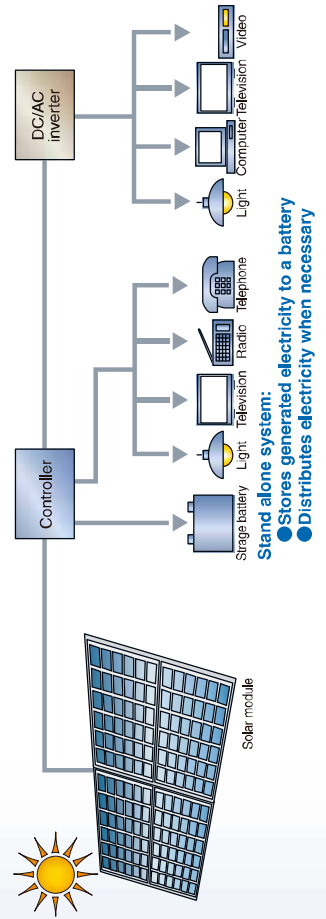 Solar module
Controller
DC/AC
inverter
Strage battery
Light
Television
Radio
Telephone
Light
Computer
Television
Video
Stand alone system:
●Stores generated electricity to a battery
●Distributes electricity when necessary